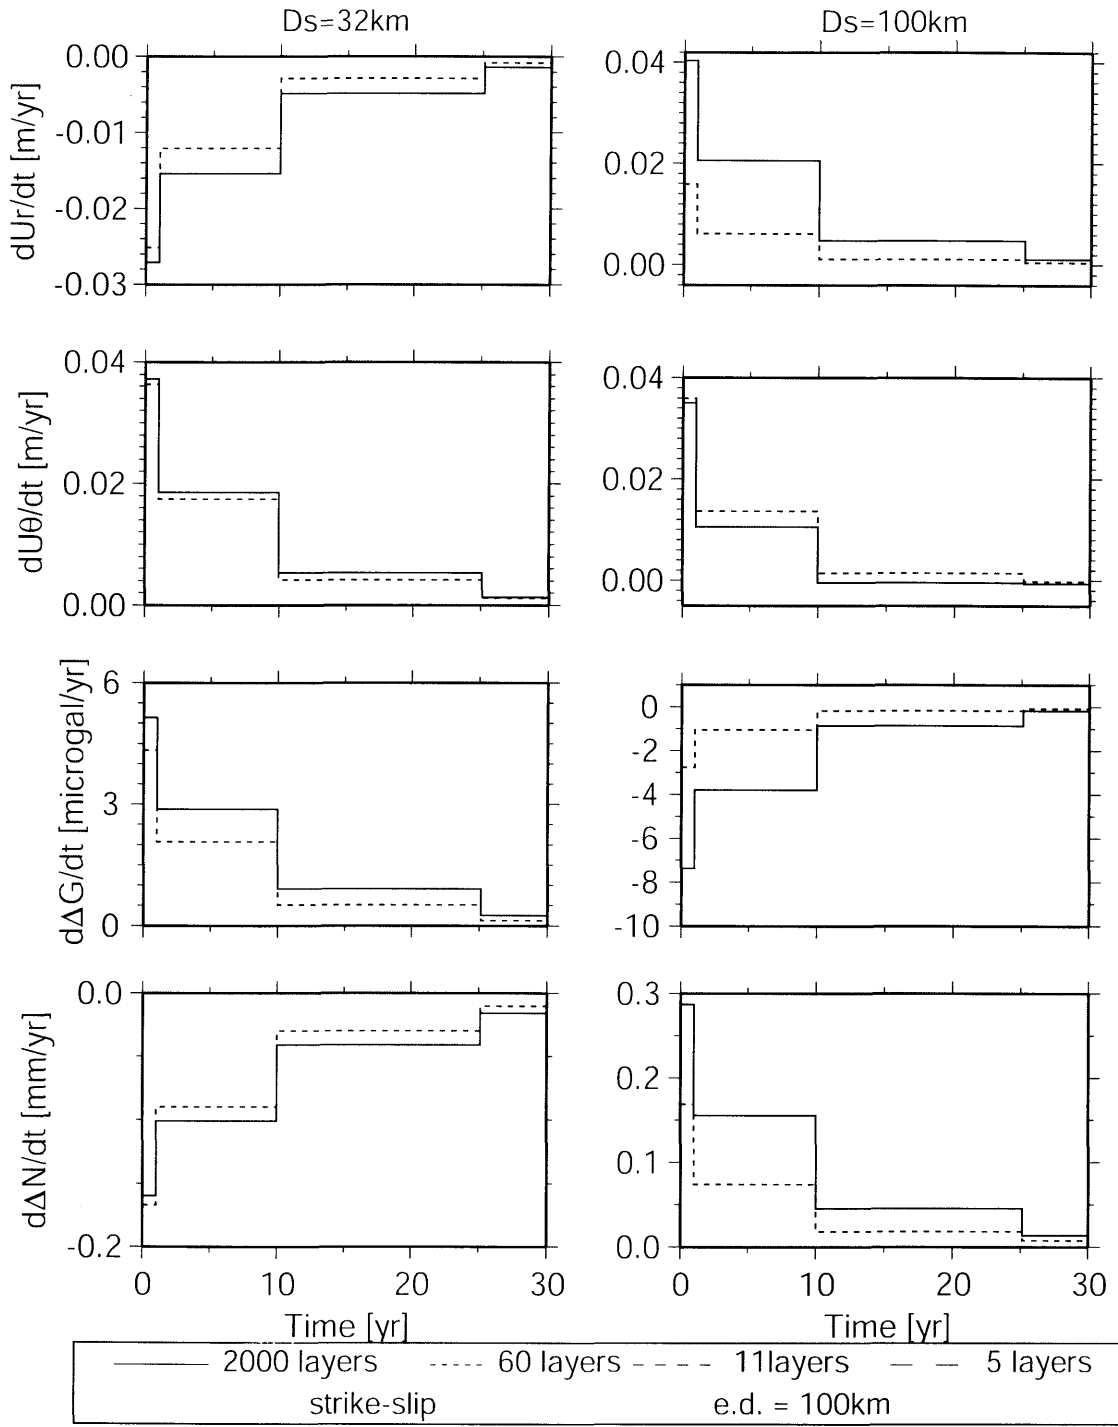 Ds=32km
Ds=100km
dUr/dt [m/yr]
0.00
-0.01
-0.02
-0.03
0.04
0.02
0.00
dUθ/dt [m/yr]
0.04
0.02
0.00
0.04
0.02
0.00
dΔG/dt [microgal/yr]
6
3
0
0
-2
-4
-6
-8
-10
dΔN/dt [mm/yr]
0.0
-0.2
0.3
0.2
0.1
0.0
0 10 20 30
0 10 20 30
Time [yr]
Time [yr]
2000 layers 60 layers 11layers 5 layers
strike-slip e.d. = 100km